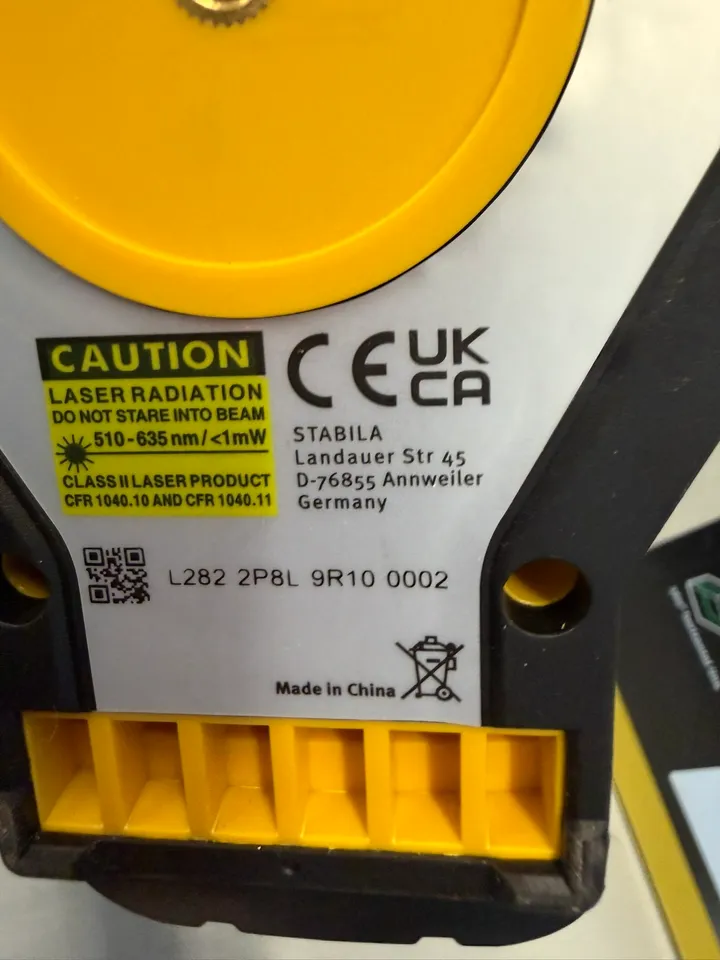 CAUTION
LASER RADIATION
DO NOT STARE INTO BEAM
510-635 nm/<1mW
CLASS II LASER PRODUCT
CFR 1040.10 AND CFR 1040.11
CE UK
CA
STABILA
Landauer Str 45
D-76855 Annweiler
Germany
L282 2P8L 9R10 0002
Made in China